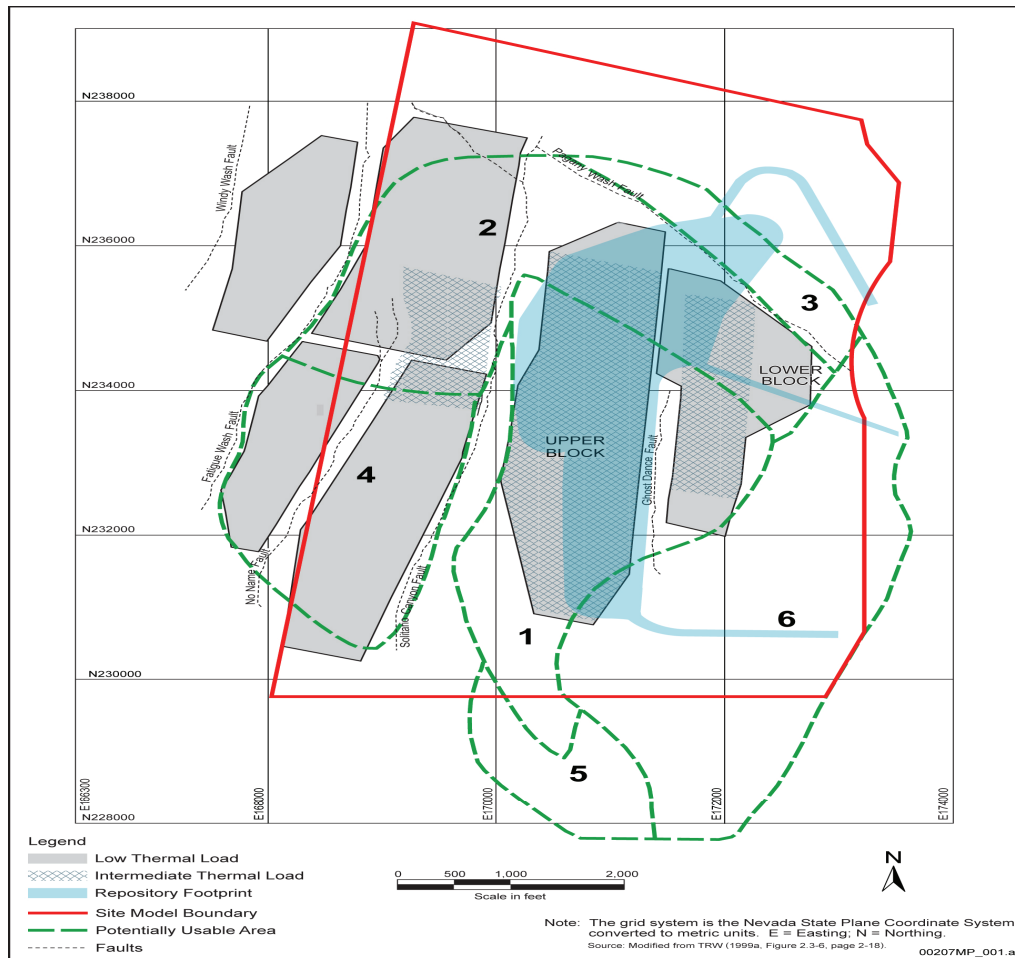 N238000
N236000
N234000
N232000
N230000
N228000
E166300
E168000
E170000
E172000
E174000
Windy Wash Fault
Pagany Wash Fault
Fatigue Wash Fault
No Name Fault
Solitario Canyon Fault
Ghost Dance Fault
2
3
4
1
6
5
UPPER
BLOCK
LOWER
BLOCK
Legend
Low Thermal Load
Intermediate Thermal Load
Repository Footprint
Site Model Boundary
Potentially Usable Area
Faults
0 500 1,000 2,000
Scale in feet
N
Note: The grid system is the Nevada State Plane Coordinate System
converted to metric units. E = Easting; N = Northing.
Source: Modified from TRW (1999a, Figure 2.3-6, page 2-18).
00207MP_001.a